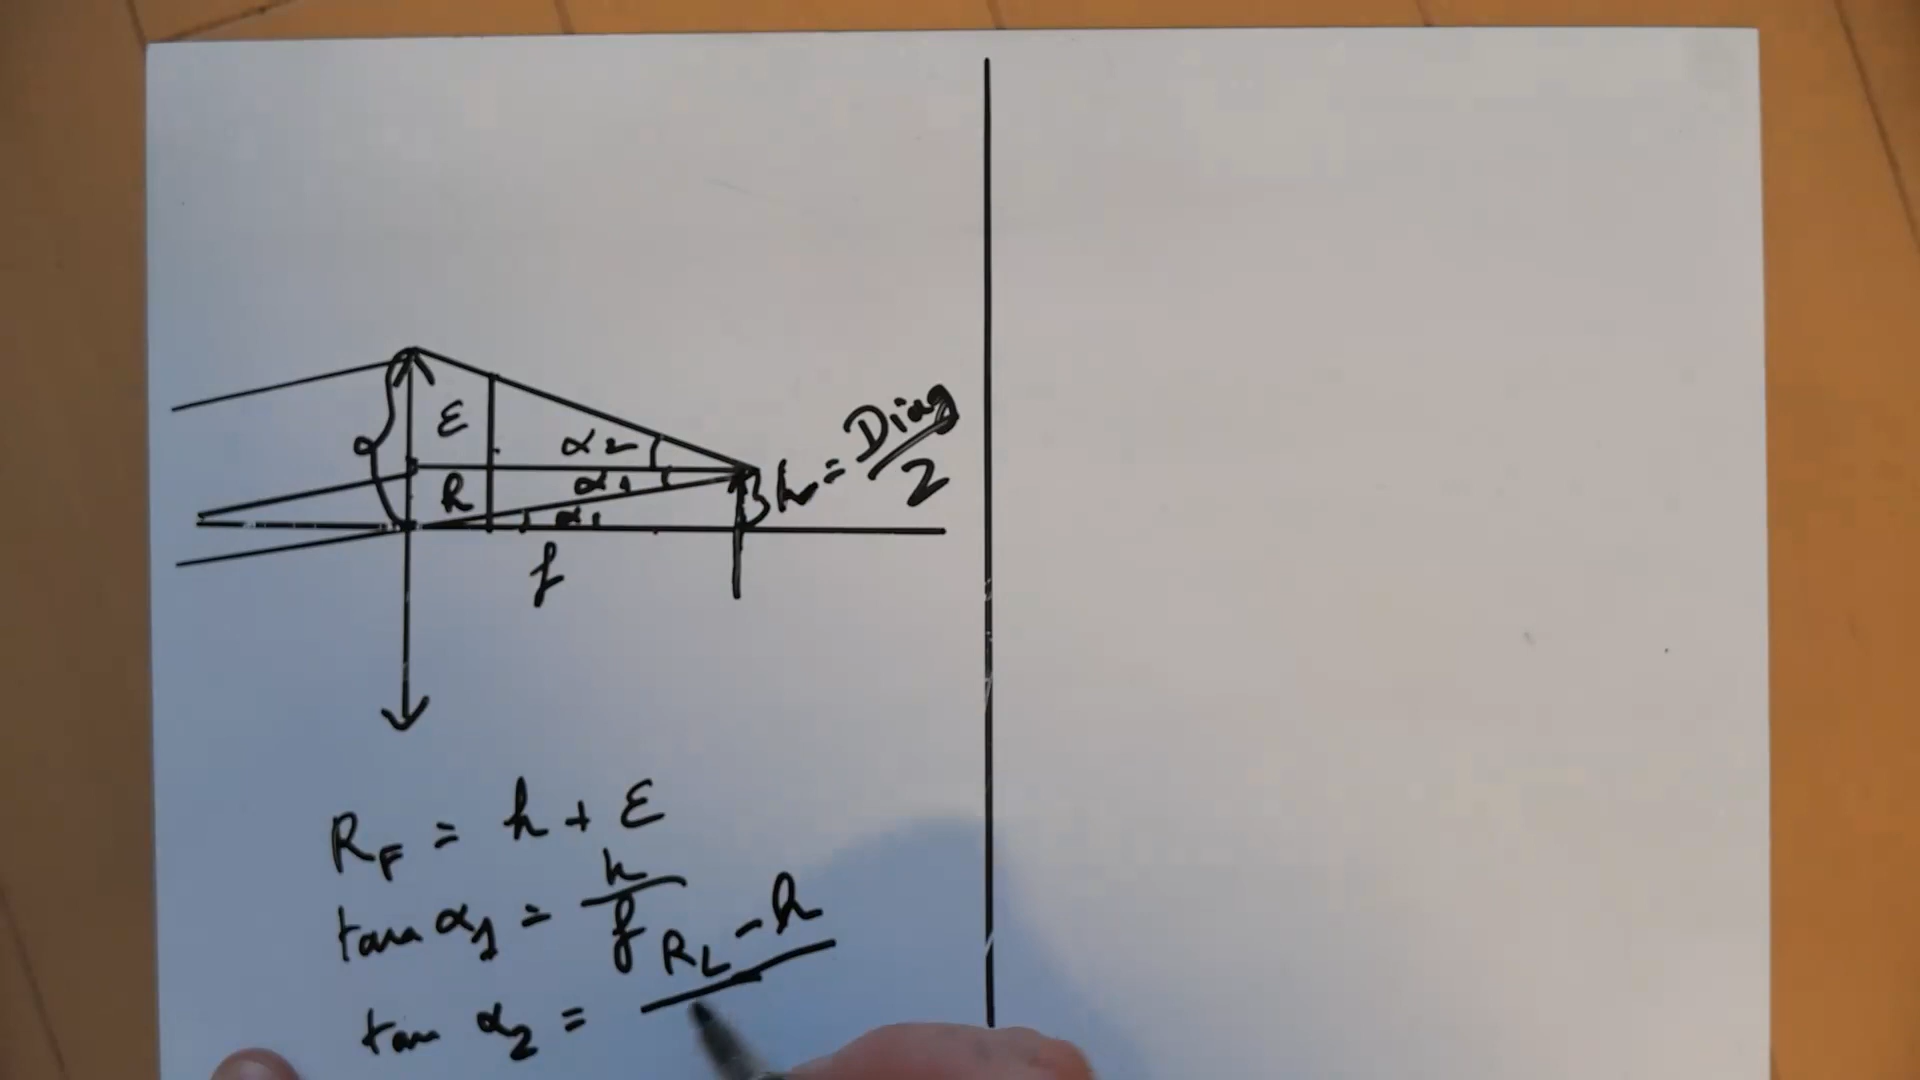 ε
α2
R
α1
α1
f
h = Diag/2
R_F = h + ε
tan α1 = h/f
tan α2 = R_L - h